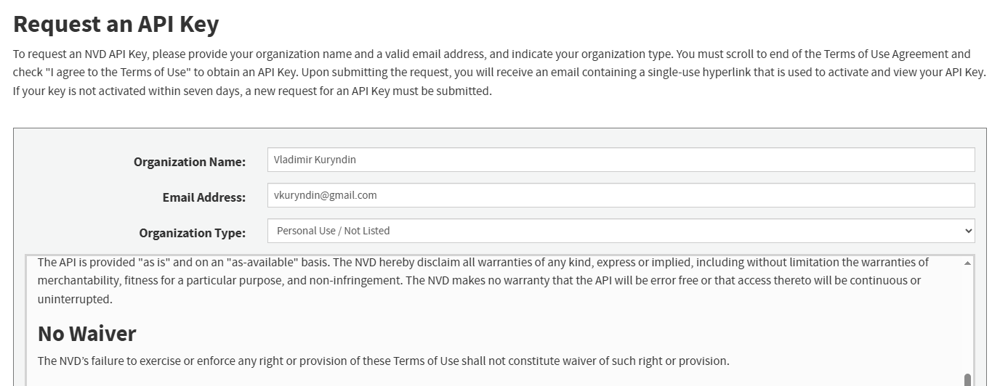 Request an API Key
To request an NVD API Key, please provide your organization name and a valid email address, and indicate your organization type. You must scroll to end of the Terms of Use Agreement and
check "I agree to the Terms of Use" to obtain an API Key. Upon submitting the request, you will receive an email containing a single-use hyperlink that is used to activate and view your API Key.
If your key is not activated within seven days, a new request for an API Key must be submitted.
Organization Name: Vladimir Kuryndin
Email Address: vkuryndin@gmail.com
Organization Type: Personal Use / Not Listed
The API is provided "as is" and on an "as-available" basis. The NVD hereby disclaim all warranties of any kind, express or implied, including without limitation the warranties of
merchantability, fitness for a particular purpose, and non-infringement. The NVD makes no warranty that the API will be error free or that access thereto will be continuous or
uninterrupted.
No Waiver
The NVD’s failure to exercise or enforce any right or provision of these Terms of Use shall not constitute waiver of such right or provision.